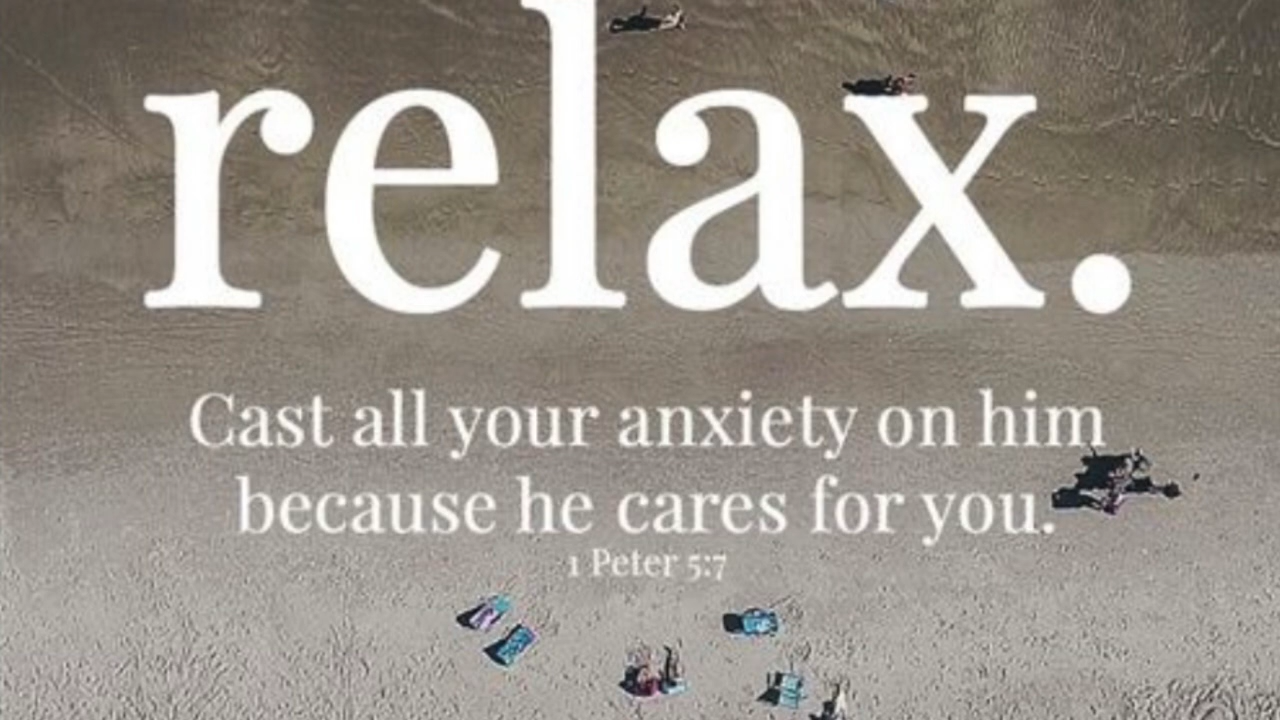 relax.
Cast all your anxiety on him
because he cares for you.
1 Peter 5:7